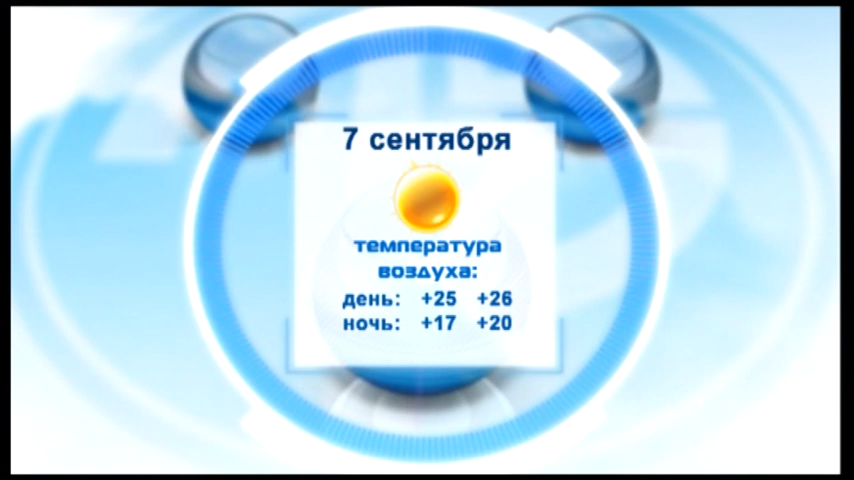 7 сентября
температура
воздуха:
день: +25 +26
ночь: +17 +20